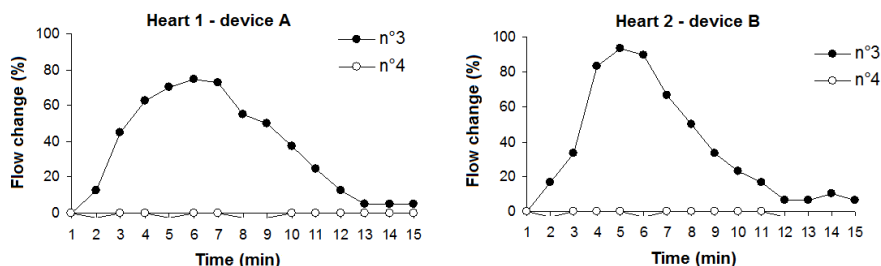 Heart 1 - device A
Flow change (%)
100
80
60
40
20
0
n°3
n°4
1 2 3 4 5 6 7 8 9 10 11 12 13 14 15
Time (min)
Heart 2 - device B
Flow change (%)
100
80
60
40
20
0
n°3
n°4
1 2 3 4 5 6 7 8 9 10 11 12 13 14 15
Time (min)